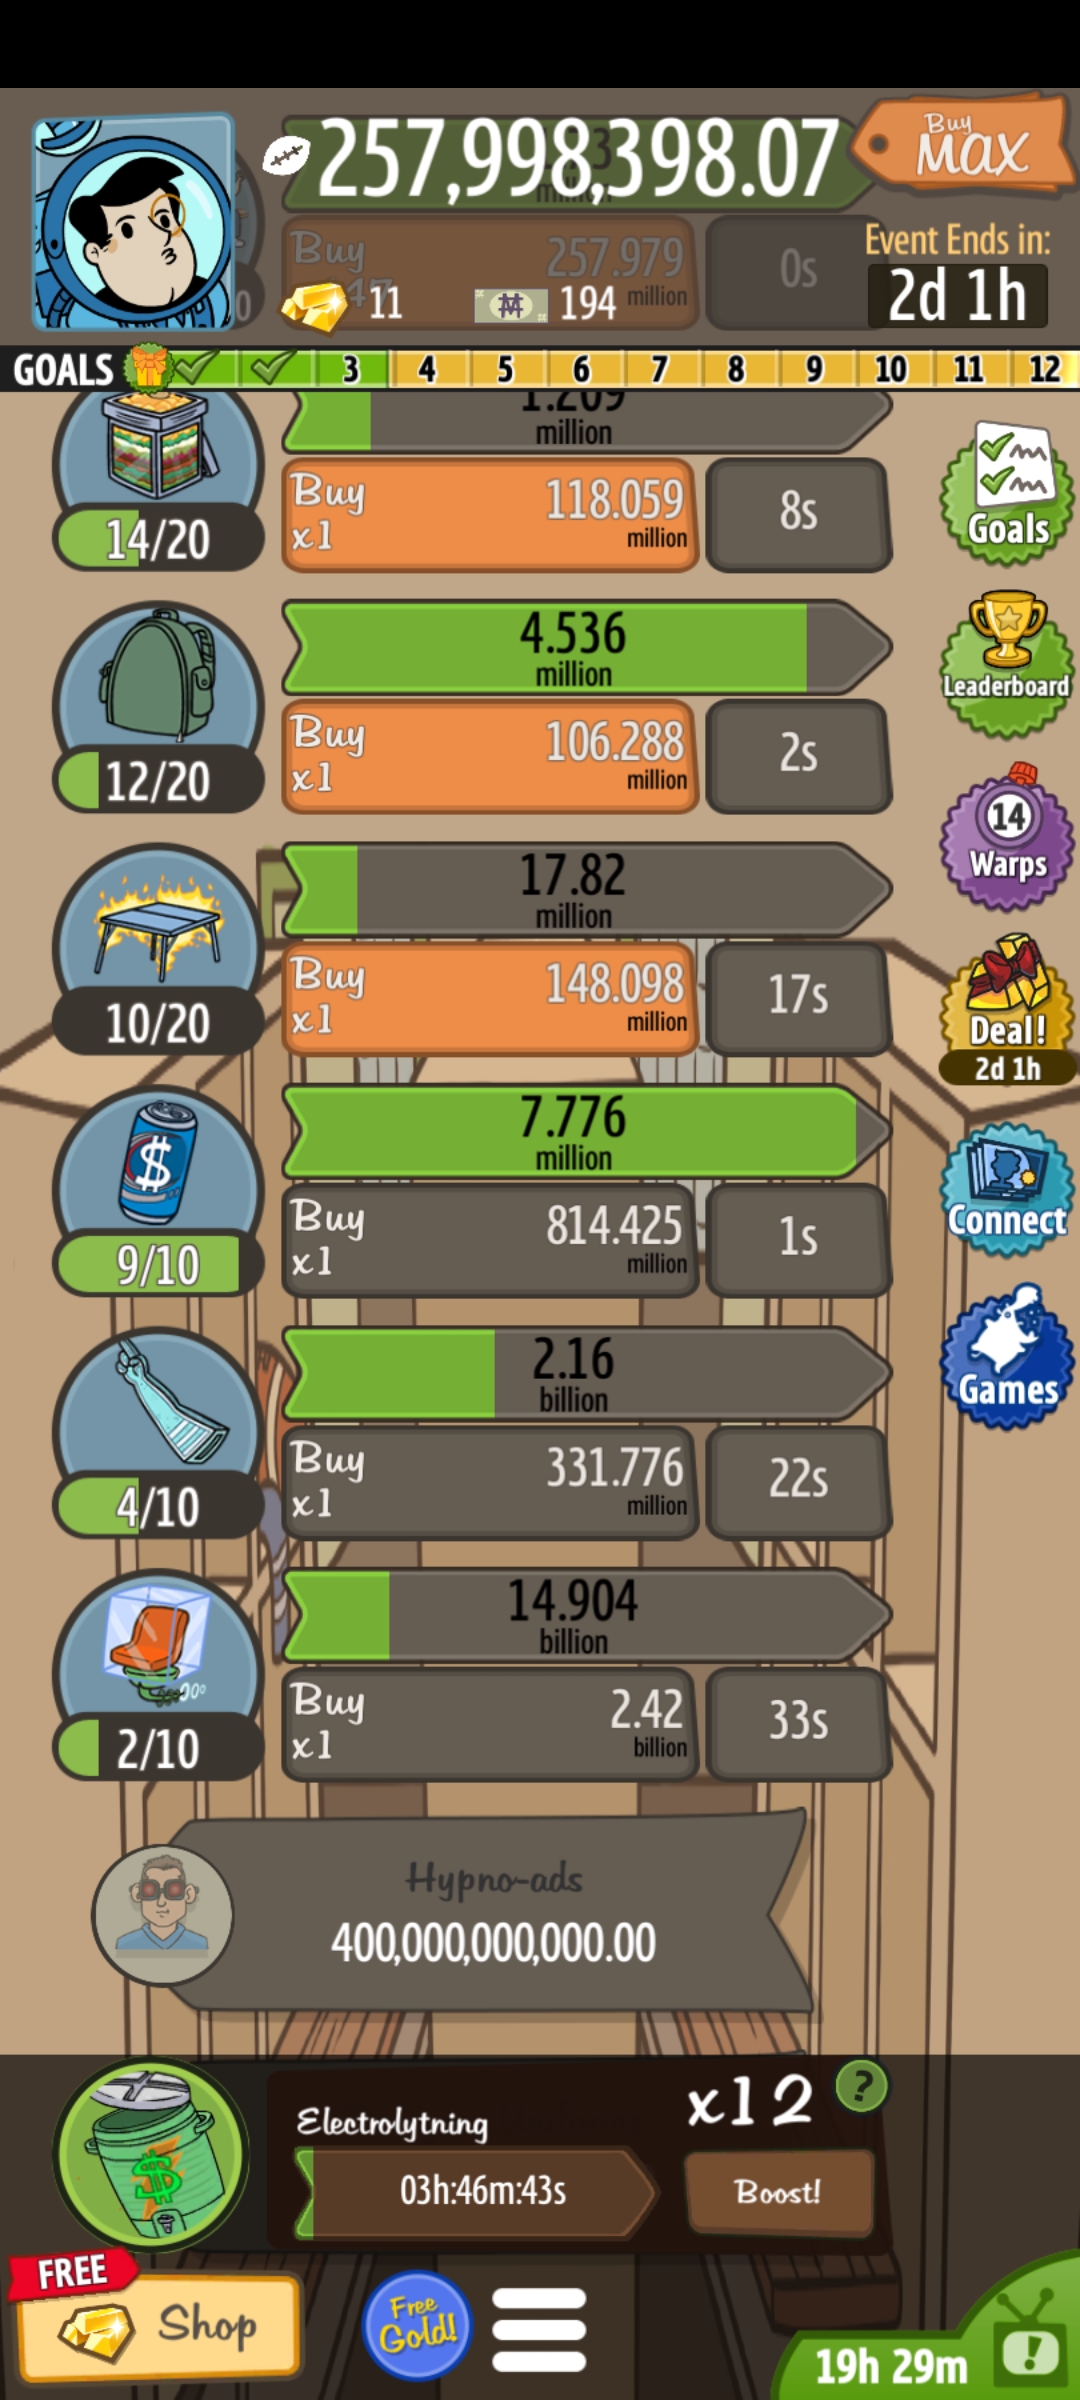 257,998,398.07
Buy
MAX
Buy
257.979
million
0s
11
194
Event Ends in:
2d 1h
GOALS
3
4
5
6
7
8
9
10
11
12
1.209
million
Buy
x1
118.059
million
8s
14/20
Goals
4.536
million
Buy
x1
106.288
million
2s
12/20
Leaderboard
14
Warps
17.82
million
Buy
x1
148.098
million
17s
10/20
Deal!
2d 1h
7.776
million
Buy
x1
814.425
million
1s
9/10
Connect
2.16
billion
Buy
x1
331.776
million
22s
4/10
Games
14.904
billion
Buy
x1
2.42
billion
33s
2/10
Hypno-ads
400,000,000,000.00
Electrolytning
x12
?
03h:46m:43s
Boost!
FREE
Shop
Free
Gold!
19h 29m